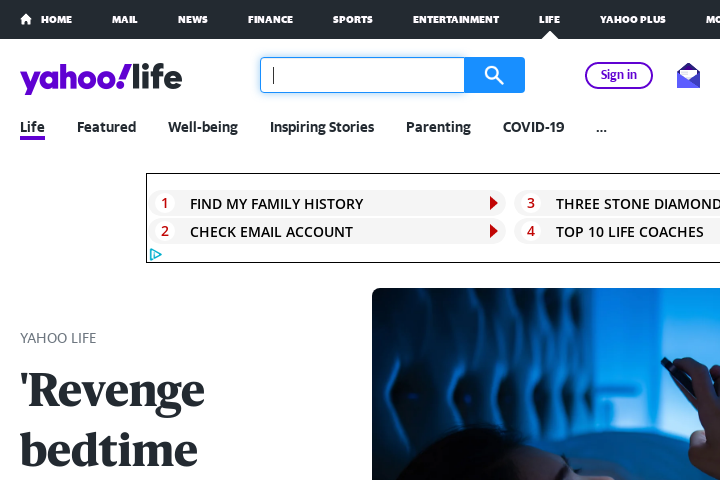 HOME MAIL NEWS FINANCE SPORTS ENTERTAINMENT LIFE YAHOO PLUS MO
yahoo!life
Sign in
Life Featured Well-being Inspiring Stories Parenting COVID-19 ...
1 FIND MY FAMILY HISTORY
2 CHECK EMAIL ACCOUNT
3 THREE STONE DIAMOND
4 TOP 10 LIFE COACHES
YAHOO LIFE
'Revenge
bedtime